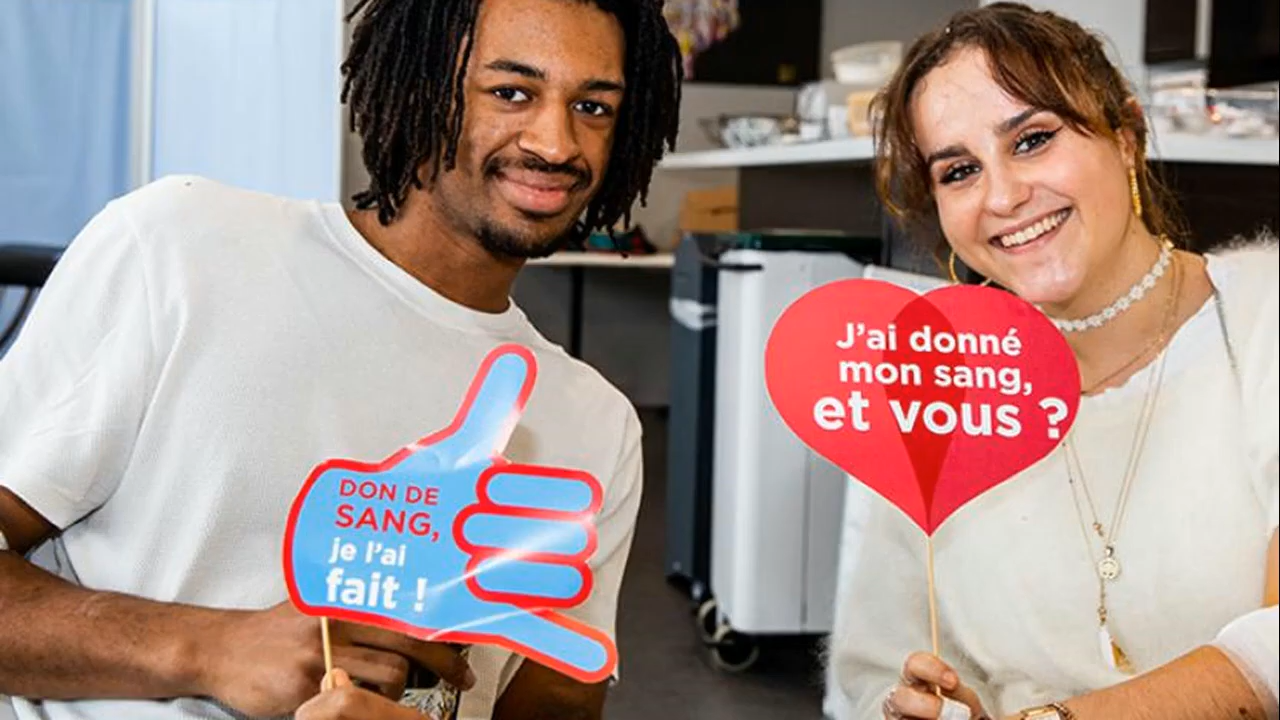 DON DE
SANG,
je l'ai
fait !
J'ai donné
mon sang,
et vous ?